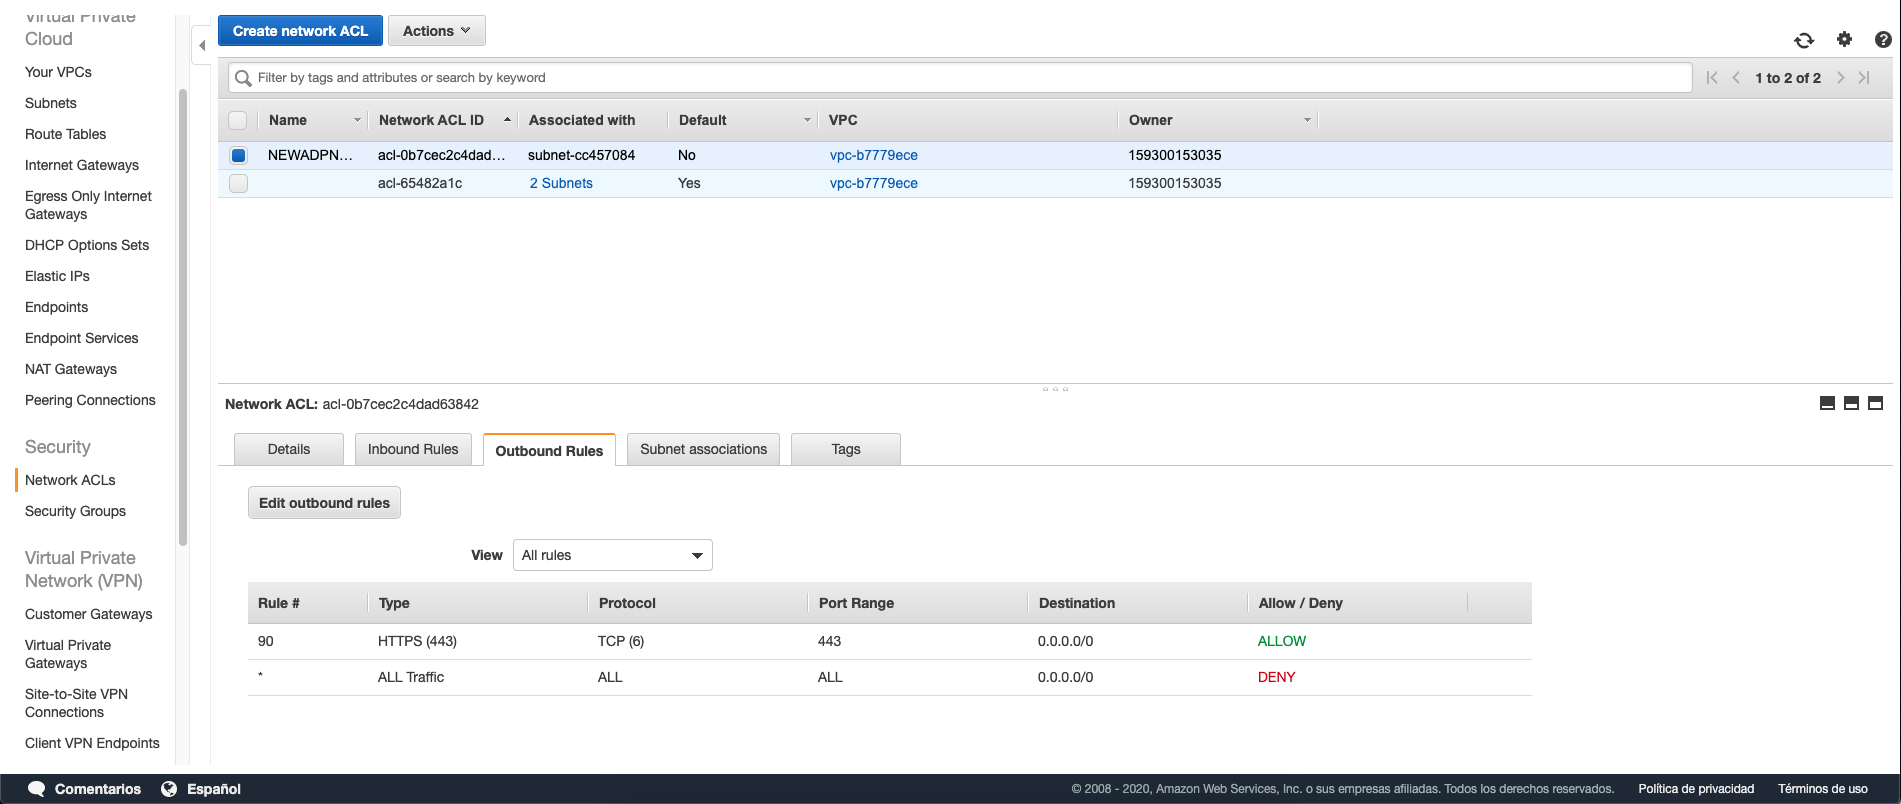 Virtual Private
Cloud
Your VPCs
Subnets
Route Tables
Internet Gateways
Egress Only Internet
Gateways
DHCP Options Sets
Elastic IPs
Endpoints
Endpoint Services
NAT Gateways
Peering Connections
Security
Network ACLs
Security Groups
Virtual Private
Network (VPN)
Customer Gateways
Virtual Private
Gateways
Site-to-Site VPN
Connections
Client VPN Endpoints
Create network ACL Actions
Filter by tags and attributes or search by keyword 1 to 2 of 2
Name Network ACL ID Associated with Default VPC Owner
NEWADPN... acl-0b7cec2c4dad... subnet-cc457084 No vpc-b7779ece 159300153035
acl-65482a1c 2 Subnets Yes vpc-b7779ece 159300153035
Network ACL: acl-0b7cec2c4dad63842
Details Inbound Rules Outbound Rules Subnet associations Tags
Edit outbound rules
View All rules
Rule # Type Protocol Port Range Destination Allow / Deny
90 HTTPS (443) TCP (6) 443 0.0.0.0/0 ALLOW
* ALL Traffic ALL ALL 0.0.0.0/0 DENY
Comentarios Español © 2008 - 2020, Amazon Web Services, Inc. o sus empresas afiliadas. Todos los derechos reservados. Política de privacidad Términos de uso